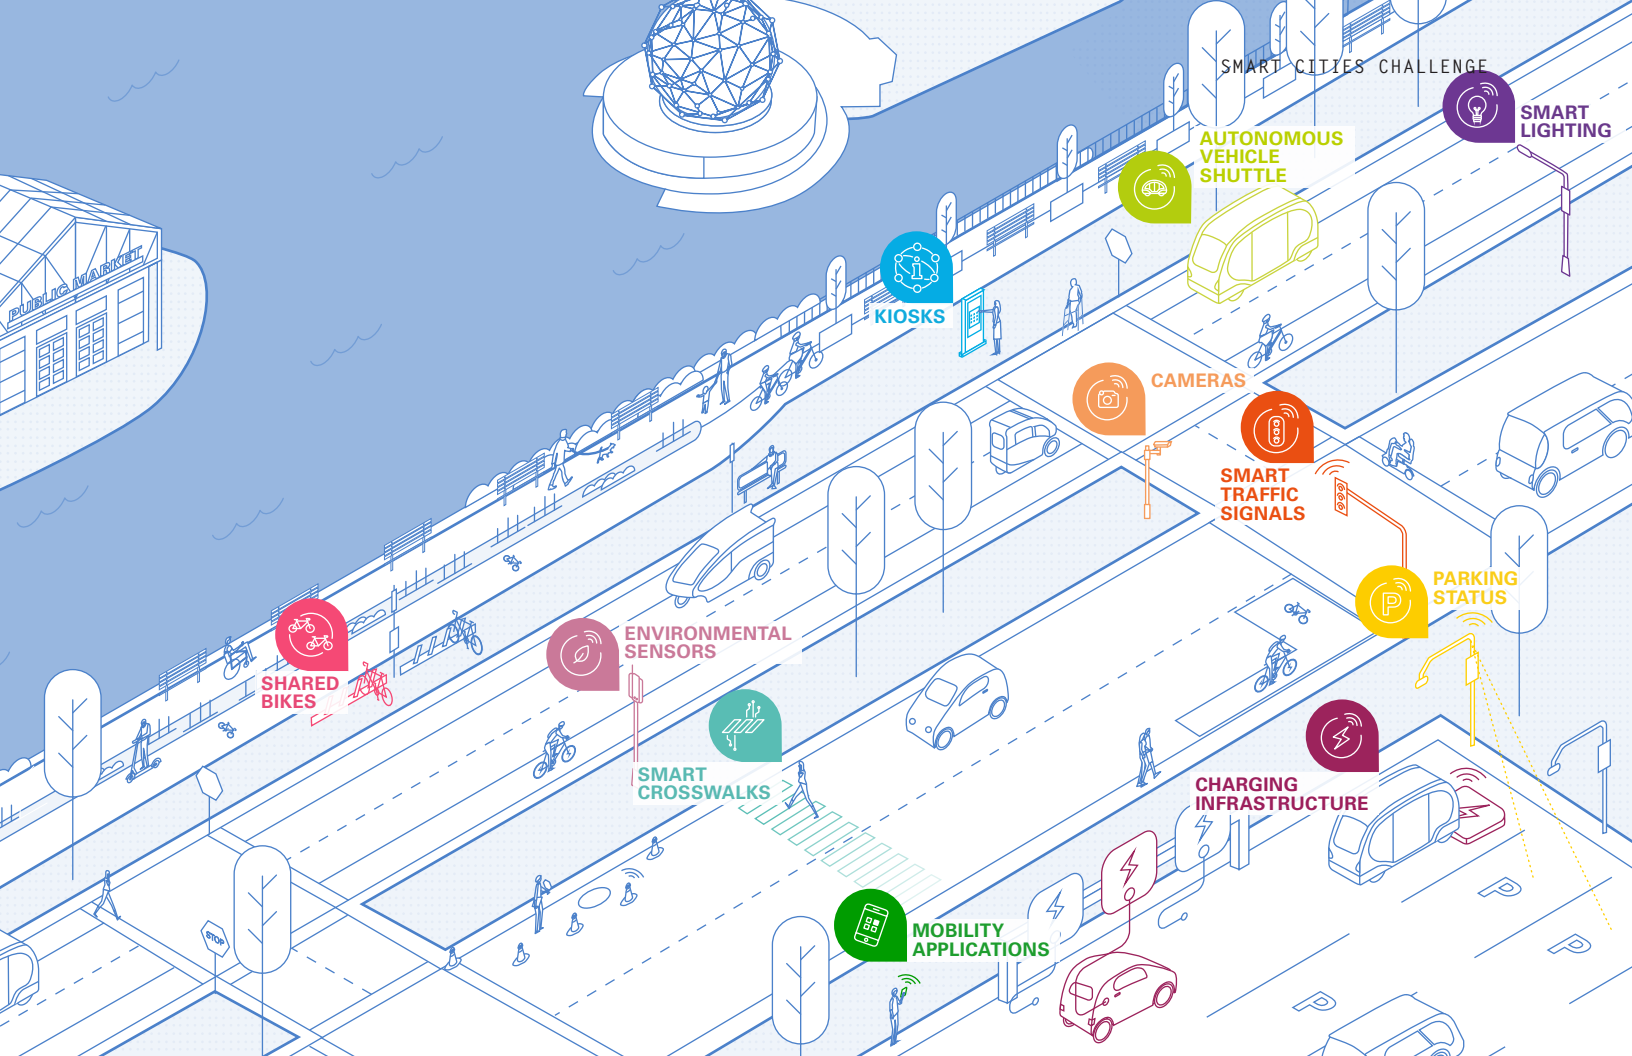 SMART CITIES CHALLENGE
SMART
LIGHTING
AUTONOMOUS
VEHICLE
SHUTTLE
PUBLIC MARKET
i
KIOSKS
CAMERAS
SMART
TRAFFIC
SIGNALS
P
PARKING
STATUS
ENVIRONMENTAL
SENSORS
SHARED
BIKES
SMART
CROSSWALKS
CHARGING
INFRASTRUCTURE
P
STOP
MOBILITY
APPLICATIONS
P
P